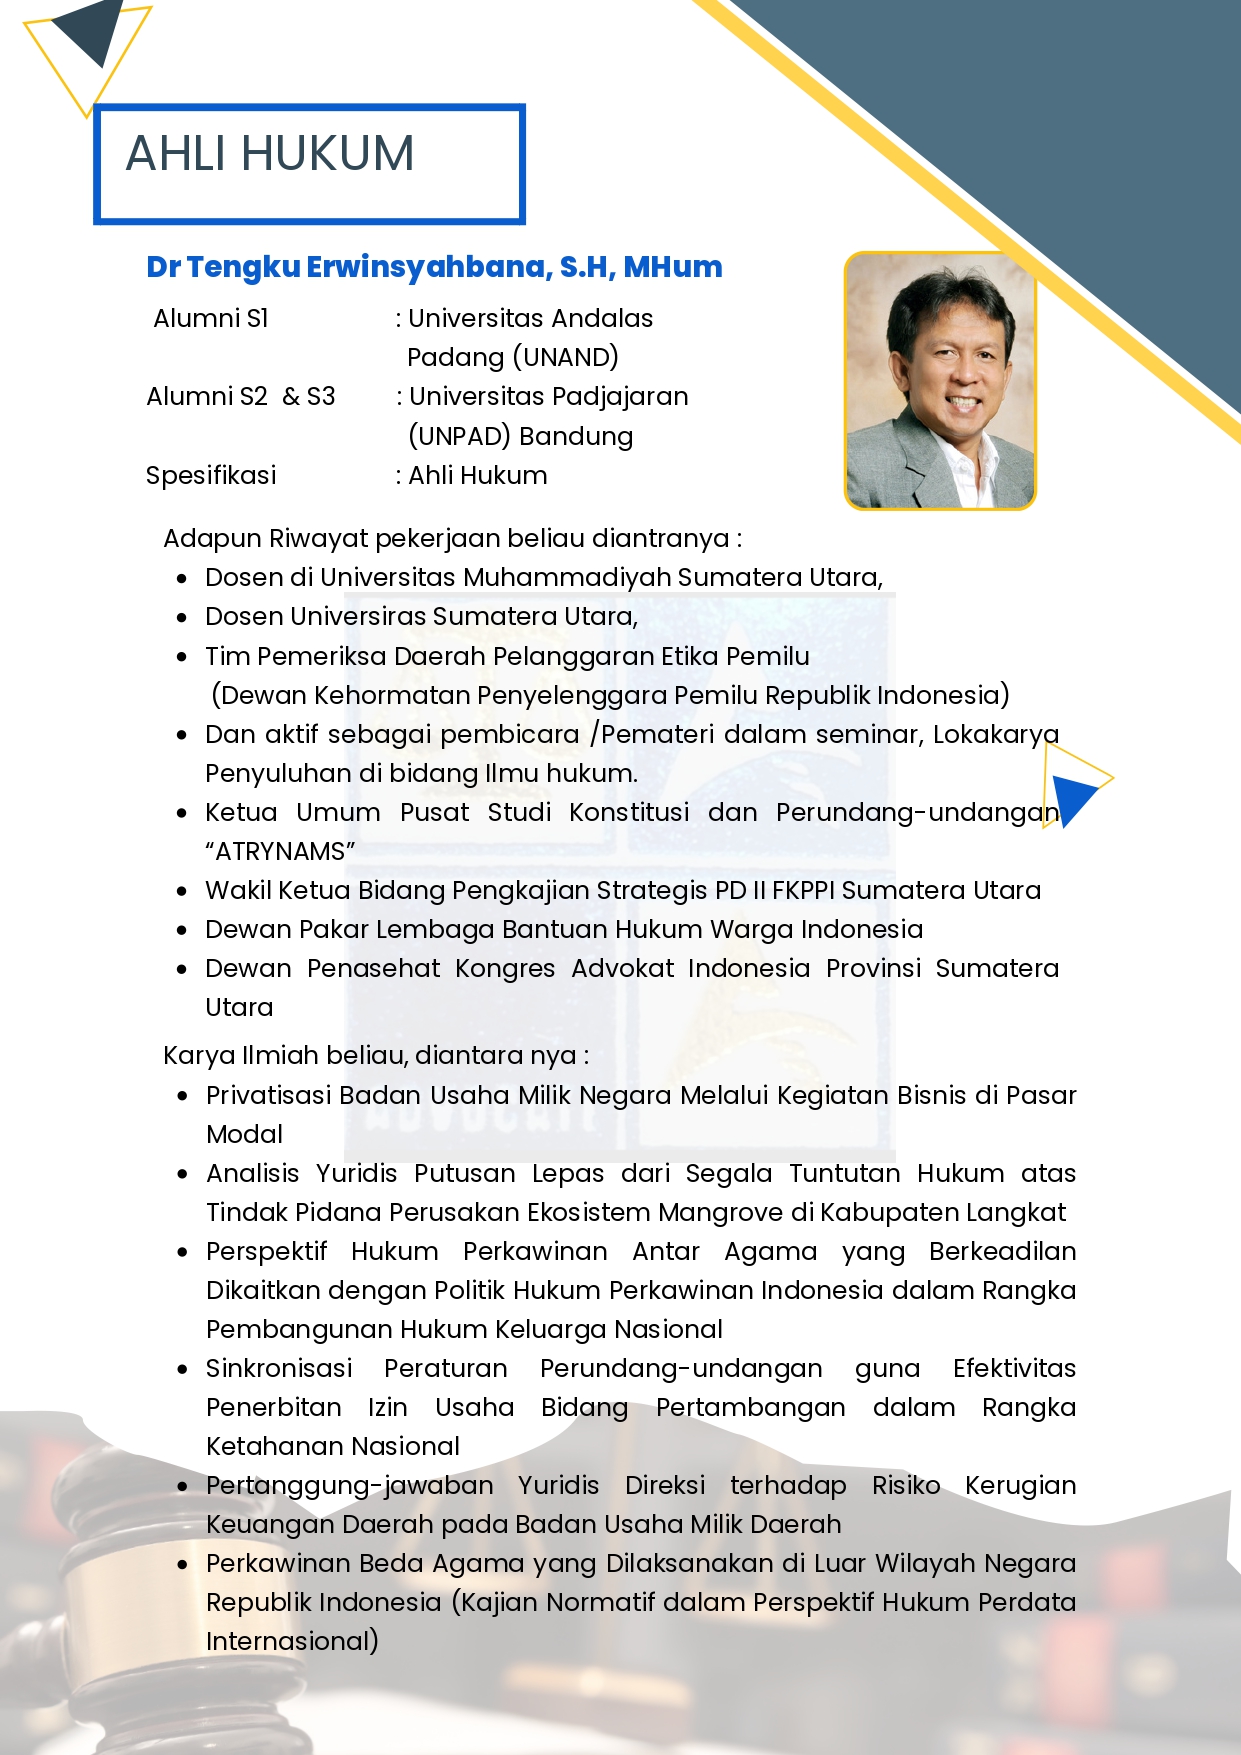 AHLI HUKUM
Dr Tengku Erwinsyahbana, S.H, MHum
Alumni S1 : Universitas Andalas
Padang (UNAND)
Alumni S2 & S3 : Universitas Padjajaran
(UNPAD) Bandung
Spesifikasi : Ahli Hukum
Adapun Riwayat pekerjaan beliau diantranya :
• Dosen di Universitas Muhammadiyah Sumatera Utara,
• Dosen Universiras Sumatera Utara,
• Tim Pemeriksa Daerah Pelanggaran Etika Pemilu
(Dewan Kehormatan Penyelenggara Pemilu Republik Indonesia)
• Dan aktif sebagai pembicara /Pemateri dalam seminar, Lokakarya
Penyuluhan di bidang Ilmu hukum.
• Ketua Umum Pusat Studi Konstitusi dan Perundang-undangan
“ATRYNAMS”
• Wakil Ketua Bidang Pengkajian Strategis PD II FKPPI Sumatera Utara
• Dewan Pakar Lembaga Bantuan Hukum Warga Indonesia
• Dewan Penasehat Kongres Advokat Indonesia Provinsi Sumatera
Utara
Karya Ilmiah beliau, diantara nya :
• Privatisasi Badan Usaha Milik Negara Melalui Kegiatan Bisnis di Pasar
Modal
ADVOCATE
• Analisis Yuridis Putusan Lepas dari Segala Tuntutan Hukum atas
Tindak Pidana Perusakan Ekosistem Mangrove di Kabupaten Langkat
• Perspektif Hukum Perkawinan Antar Agama yang Berkeadilan
Dikaitkan dengan Politik Hukum Perkawinan Indonesia dalam Rangka
Pembangunan Hukum Keluarga Nasional
• Sinkronisasi Peraturan Perundang-undangan guna Efektivitas
Penerbitan Izin Usaha Bidang Pertambangan dalam Rangka
Ketahanan Nasional
• Pertanggung-jawaban Yuridis Direksi terhadap Risiko Kerugian
Keuangan Daerah pada Badan Usaha Milik Daerah
• Perkawinan Beda Agama yang Dilaksanakan di Luar Wilayah Negara
Republik Indonesia (Kajian Normatif dalam Perspektif Hukum Perdata
Internasional)